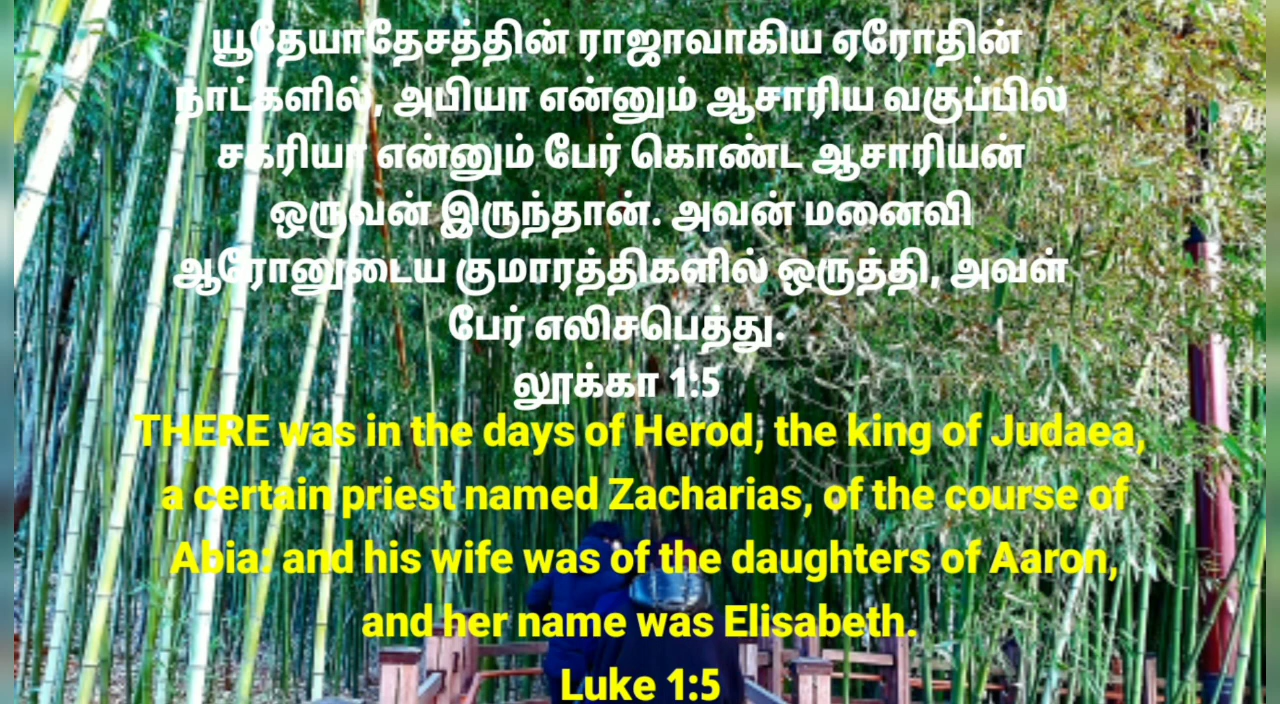 யூதேயாதேசத்தின் ராஜாவாகிய ஏரோதின்
நாட்களில், அபியா என்னும் ஆசாரிய வகுப்பில்
சகரியா என்னும் பேர் கொண்ட ஆசாரியன்
ஒருவன் இருந்தான். அவன் மனைவி
ஆரோனுடைய குமாரத்திகளில் ஒருத்தி, அவள்
பேர் எலிசபெத்து.
லூக்கா 1:5
THERE was in the days of Herod, the king of Judaea,
a certain priest named Zacharias, of the course of
Abia: and his wife was of the daughters of Aaron,
and her name was Elisabeth.
Luke 1:5